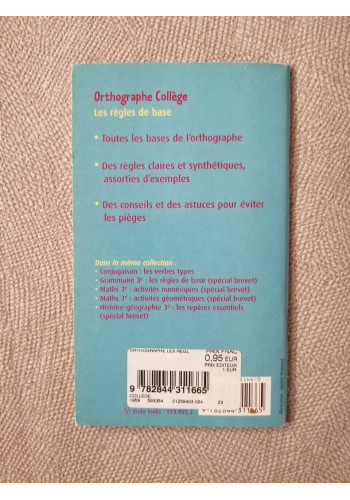 Orthographe Collège
Les règles de base
* Toutes les bases de l'orthographe
* Des règles claires et synthétiques,
assorties d'exemples
* Des conseils et des astuces pour éviter
les pièges
Dans la même collection :
• Conjugaison : les verbes types
• Grammaire 3e : les règles de base (spécial brevet)
• Maths 3e : activités numériques (spécial brevet)
• Maths 3e : activités géométriques (spécial brevet)
• Histoire-géographie 3e : les repères essentiels
(spécial brevet)
ORTHOGRAPHE LES REGL
PRIX FNAC
0,95 EUR
PRIX EDITEUR
1 EUR
9 782844 311665
COLLEGE